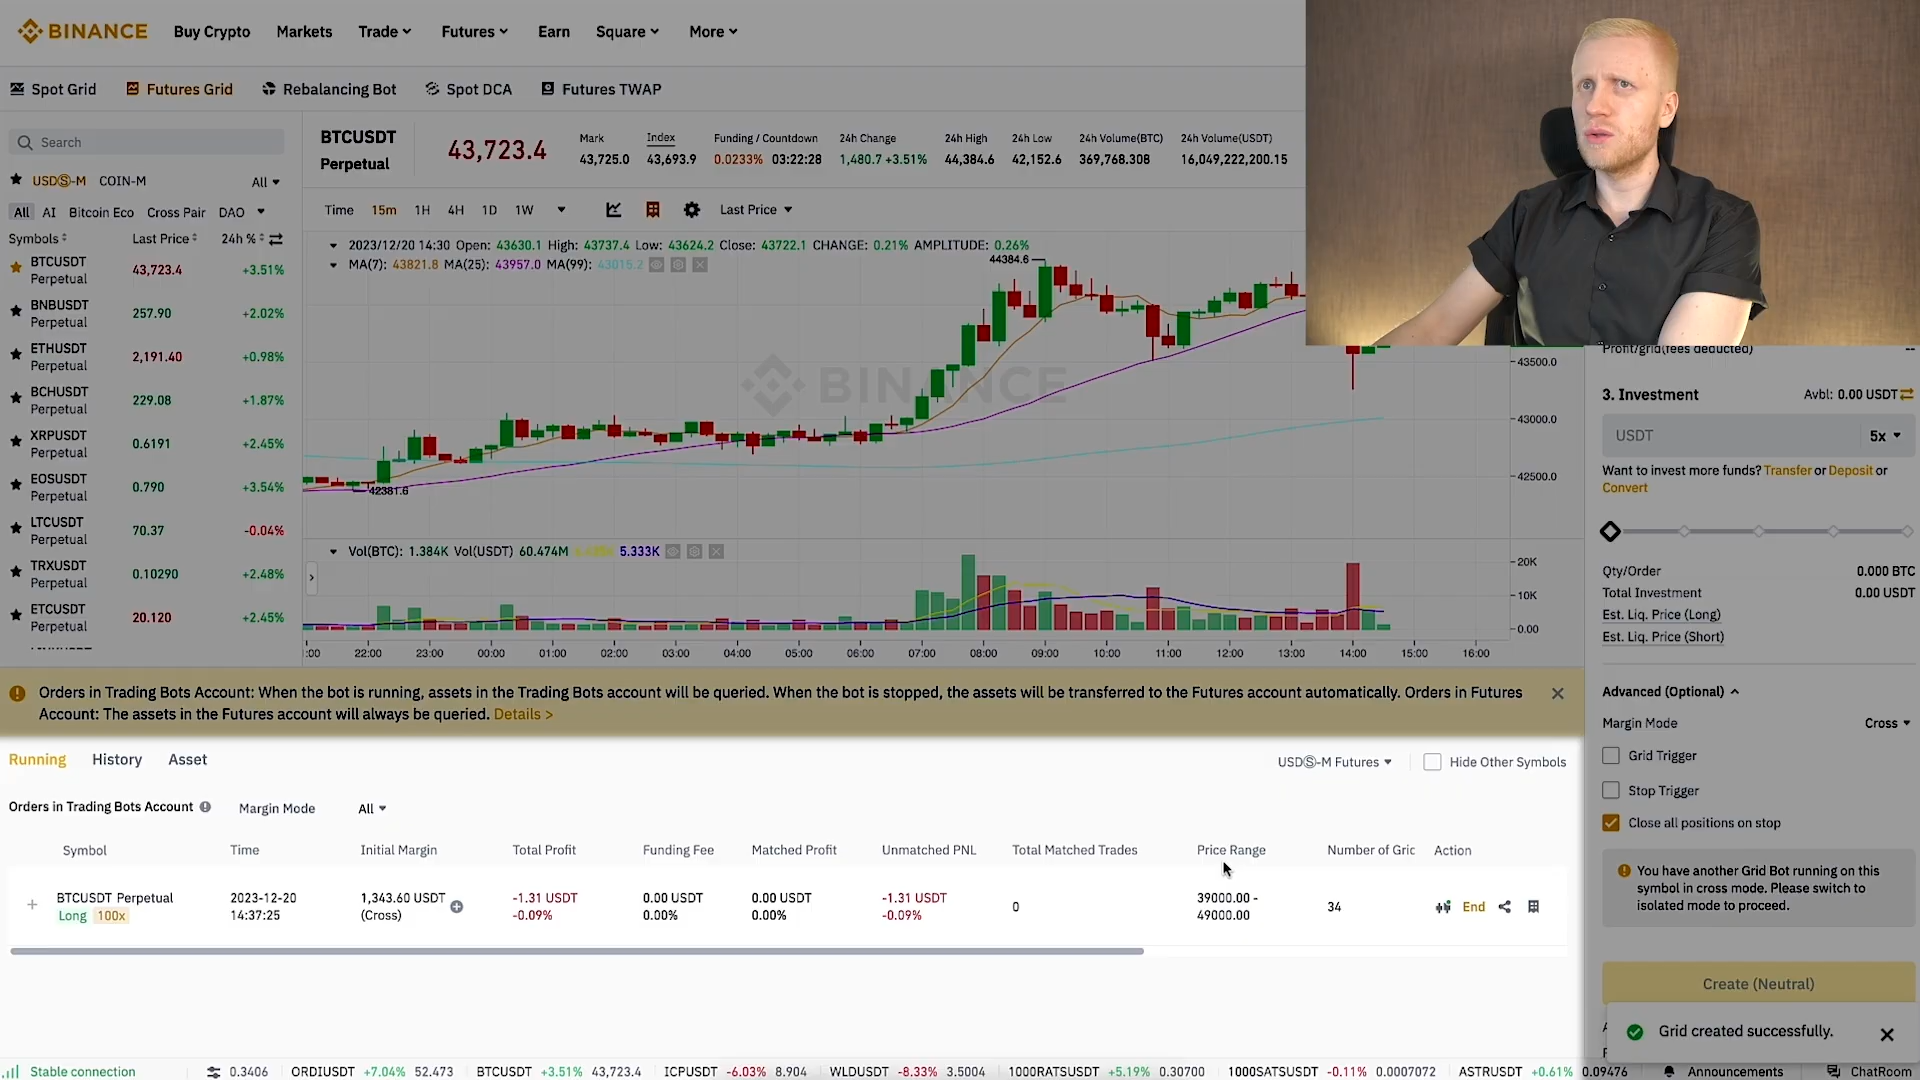 BINANCE Buy Crypto Markets Trade Futures Earn Square More
Spot Grid Futures Grid Rebalancing Bot Spot DCA Futures TWAP
Search
USDⓈ-M COIN-M All
All AI Bitcoin Eco Cross Pair DAO
Symbols Last Price 24h %
BTCUSDT Perpetual 43,723.4 +3.51%
BNBUSDT Perpetual 257.90 +2.02%
ETHUSDT Perpetual 2,191.40 +0.98%
BCHUSDT Perpetual 229.08 +1.87%
XRPUSDT Perpetual 0.6191 +2.45%
EOSUSDT Perpetual 0.790 +3.54%
LTCUSDT Perpetual 70.37 -0.04%
TRXUSDT Perpetual 0.10290 +2.48%
ETCUSDT Perpetual 20.120 +2.45%
BTCUSDT
Perpetual
43,723.4
Mark Index Funding / Countdown 24h Change 24h High 24h Low 24h Volume(BTC) 24h Volume(USDT)
43,725.0 43,693.9 0.0233% 03:22:28 1,480.7 +3.51% 44,384.6 42,152.6 369,768.308 16,049,222,200.15
Time 15m 1H 4H 1D 1W Last Price
2023/12/20 14:30 Open: 43630.1 High: 43737.4 Low: 43624.2 Close: 43722.1 CHANGE: 0.21% AMPLITUDE: 0.26%
MA(7): 43821.8 MA(25): 43957.0 MA(99): 43015.2
44384.6
BINANCE
42381.6
43500.0
43000.0
42500.0
Vol(BTC): 1.384K Vol(USDT) 60.474M 5.333K
20K
10K
0.00
:00 22:00 23:00 00:00 01:00 02:00 03:00 04:00 05:00 06:00 07:00 08:00 09:00 10:00 11:00 12:00 13:00 14:00 15:00 16:00
Profit/grid(fees deducted) --
3. Investment Avbl: 0.00 USDT
USDT 5x
Want to invest more funds? Transfer or Deposit or
Convert
Qty/Order 0.000 BTC
Total Investment 0.00 USDT
Est. Liq. Price (Long)
Est. Liq. Price (Short)
Advanced (Optional)
Margin Mode Cross
Grid Trigger
Stop Trigger
Close all positions on stop
You have another Grid Bot running on this
symbol in cross mode. Please switch to
isolated mode to proceed.
Create (Neutral)
Grid created successfully.
Orders in Trading Bots Account: When the bot is running, assets in the Trading Bots account will be queried. When the bot is stopped, the assets will be transferred to the Futures account automatically. Orders in Futures
Account: The assets in the Futures account will always be queried. Details >
Running History Asset USDⓈ-M Futures Hide Other Symbols
Orders in Trading Bots Account Margin Mode All
Symbol Time Initial Margin Total Profit Funding Fee Matched Profit Unmatched PNL Total Matched Trades Price Range Number of Gric Action
BTCUSDT Perpetual 2023-12-20 1,343.60 USDT -1.31 USDT 0.00 USDT 0.00 USDT -1.31 USDT 0 39000.00 - 34 End
Long 100x 14:37:25 (Cross) -0.09% 0.00% 0.00% -0.09% 49000.00
Stable connection 0.3406 ORDIUSDT +7.04% 52.473 BTCUSDT +3.51% 43,723.4 ICPUSDT -6.03% 8.904 WLDUSDT -8.33% 3.5004 1000RATSUSDT +5.19% 0.30700 1000SATSUSDT -0.11% 0.0007072 ASTRUSDT +0.61% 0.09476 Announcements ChatRoom